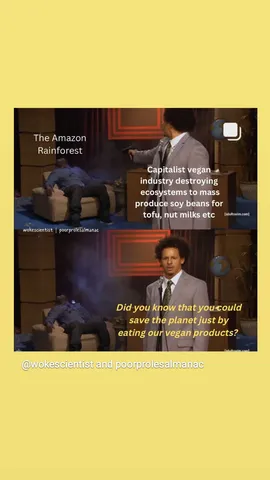 The Amazon
Rainforest
Capitalist vegan
industry destroying
ecosystems to mass
produce soy beans for
tofu, nut milks etc
wokescientist | poorprolesalmanac
Did you know that you could
save the planet just by
eating our vegan products?
@wokescientist and poorprolesalmanac